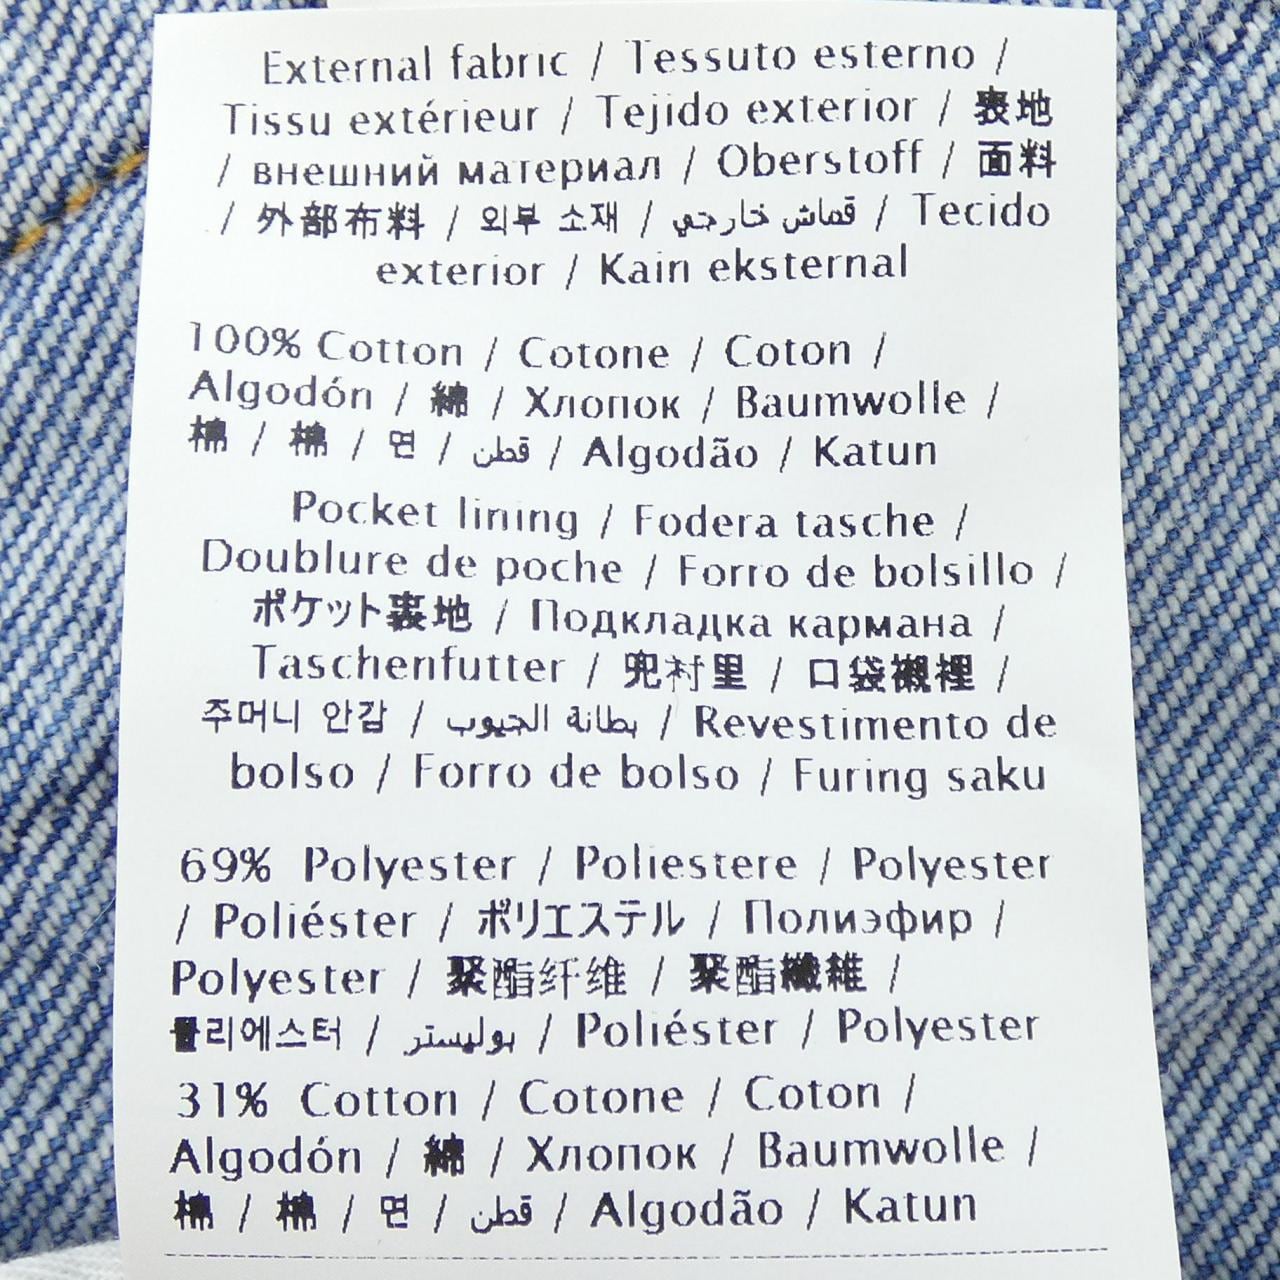 External fabric / Tessuto esterno /
Tissu extérieur / Tejido exterior / 表地
/ внешний материал / Oberstoff / 面料
/ 外部布料 / 외부 소재 / قماش خارجي / Tecido
exterior / Kain eksternal
100% Cotton / Cotone / Coton /
Algodón / 綿 / Хлопок / Baumwolle /
棉 / 棉 / 면 / قطن / Algodão / Katun
Pocket lining / Fodera tasche /
Doublure de poche / Forro de bolsillo /
ポケット裏地 / Подкладка кармана /
Taschenfutter / 兜衬里 / 口袋襯裡 /
주머니 안감 / بطانة الجيوب / Revestimento de
bolso / Forro de bolso / Furing saku
69% Polyester / Poliestere / Polyester
/ Poliéster / ポリエステル / Полиэфир /
Polyester / 聚酯纤维 / 聚酯纖維 /
폴리에스터 / بوليستر / Poliéster / Polyester
31% Cotton / Cotone / Coton /
Algodón / 綿 / Хлопок / Baumwolle /
棉 / 棉 / 면 / قطن / Algodão / Katun